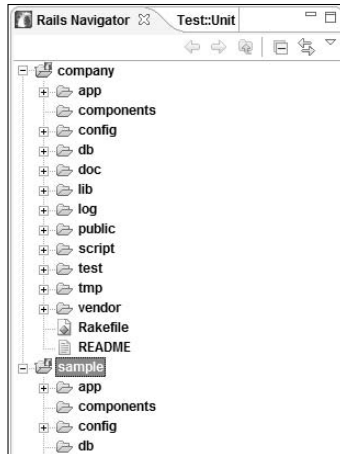 Rails Navigator Test::Unit
company
app
components
config
db
doc
lib
log
public
script
test
tmp
vendor
Rakefile
README
sample
app
components
config
db